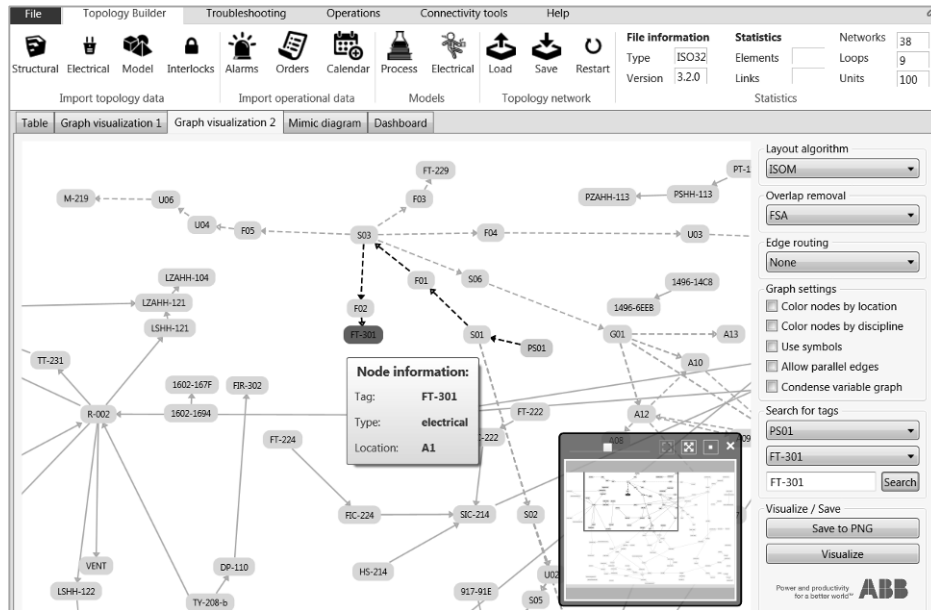 File Topology Builder Troubleshooting Operations Connectivity tools Help
Structural Electrical Model Interlocks Alarms Orders Calendar Process Electrical Load Save Restart
Import topology data Import operational data Models Topology network Statistics
File information Statistics Networks 38
Type ISO32 Elements Loops 9
Version 3.2.0 Links Units 100
Table Graph visualization 1 Graph visualization 2 Mimic diagram Dashboard
Layout algorithm
ISOM
Overlap removal
FSA
Edge routing
None
Graph settings
Color nodes by location
Color nodes by discipline
Use symbols
Allow parallel edges
Condense variable graph
Search for tags
PS01
FT-301
FT-301 Search
Visualize / Save
Save to PNG
Visualize
Power and productivity
for a better world™ ABB
FT-229 PT-1
M-219 U06 F03 PZAHH-113 PSHH-113
U04 F05 S03 F04 U03
LZAHH-104 F01 S06 1496-14C8
LZAHH-121 F02 1496-6EEB
LSHH-121 FT-301 S01 G01 A13
PS01
TT-231 A10
1602-167F FIR-302
R-002 1602-1694 FT-222 A12
Node information:
Tag: FT-301
Type: electrical
Location: A1
FT-224 A08 A09
FIC-224 SIC-214 S02
VENT DP-110 HS-214 U02
LSHH-122 TY-208-b 917-91E S05